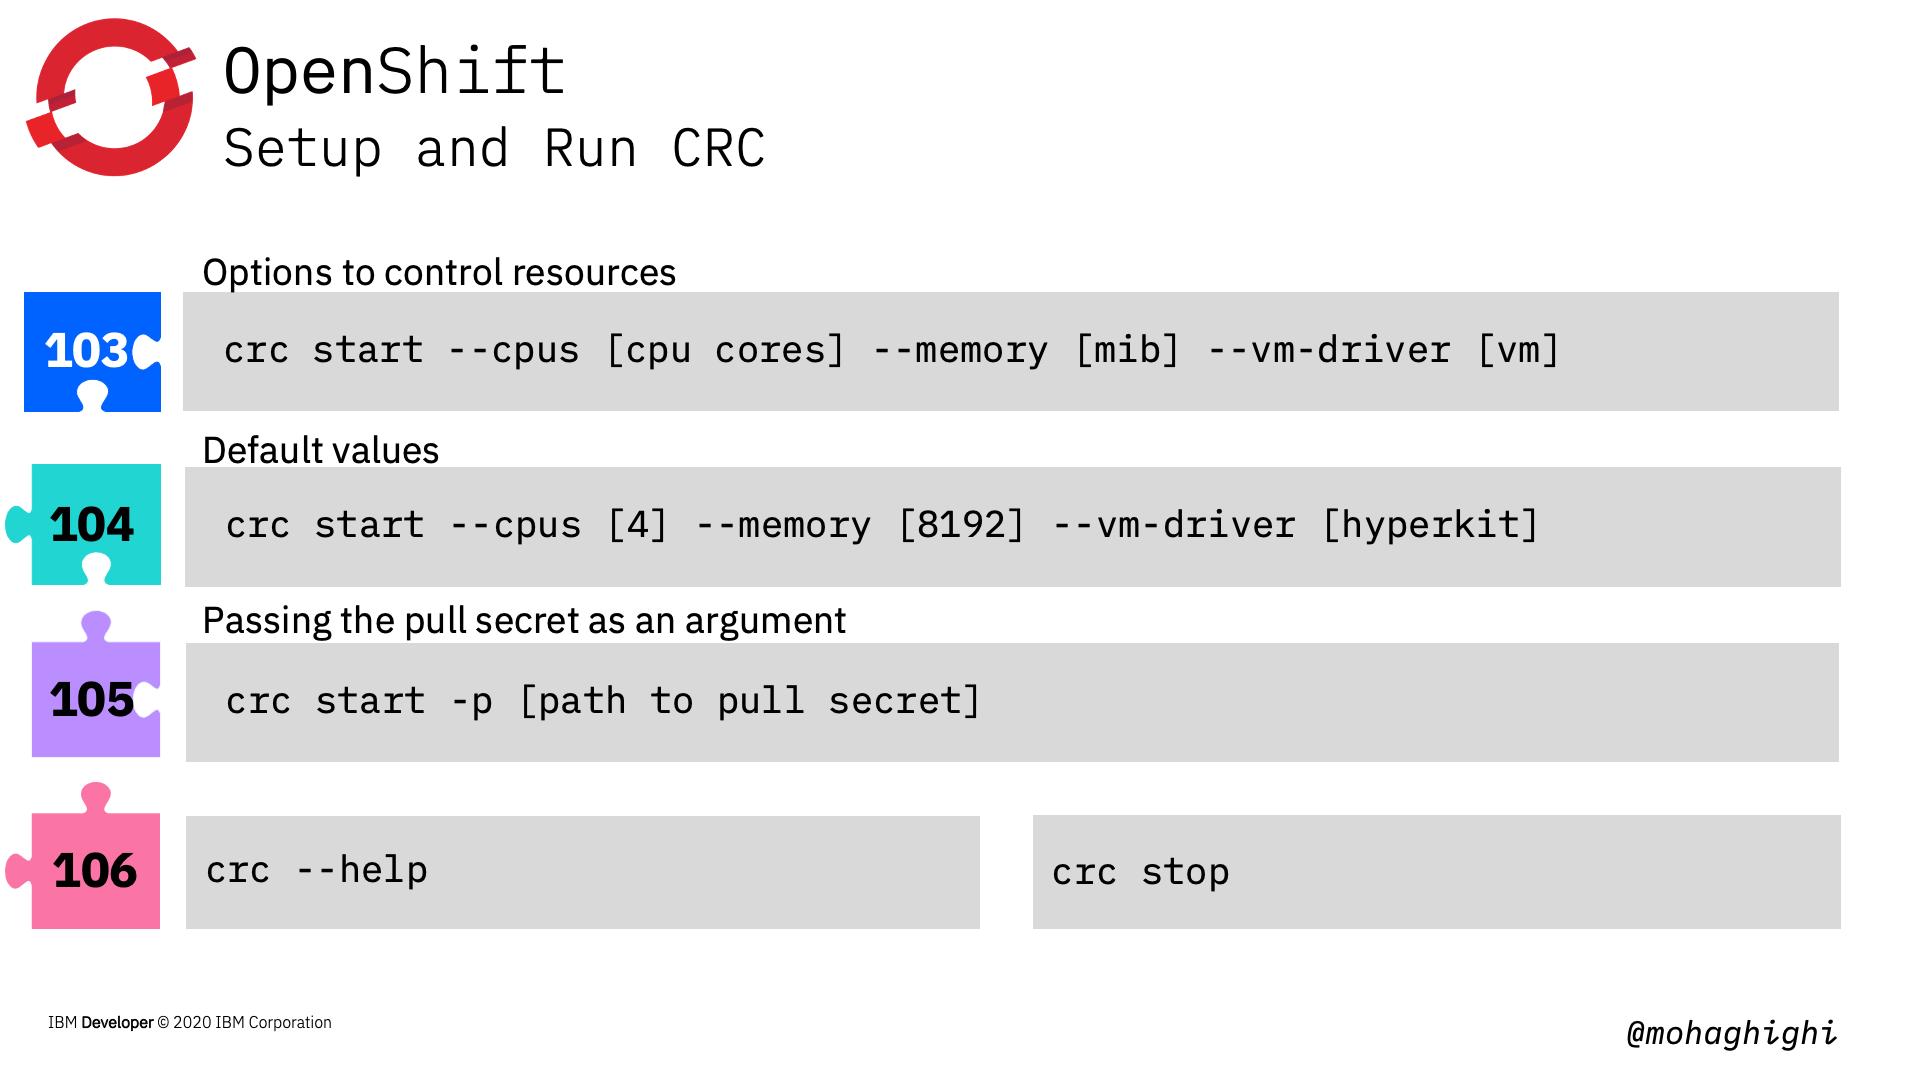 OpenShift
Setup and Run CRC
Options to control resources
103
crc start --cpus [cpu cores] --memory [mib] --vm-driver [vm]
Default values
104
crc start --cpus [4] --memory [8192] --vm-driver [hyperkit]
Passing the pull secret as an argument
105
crc start -p [path to pull secret]
106
crc --help
crc stop
IBM Developer © 2020 IBM Corporation
@mohaghighi